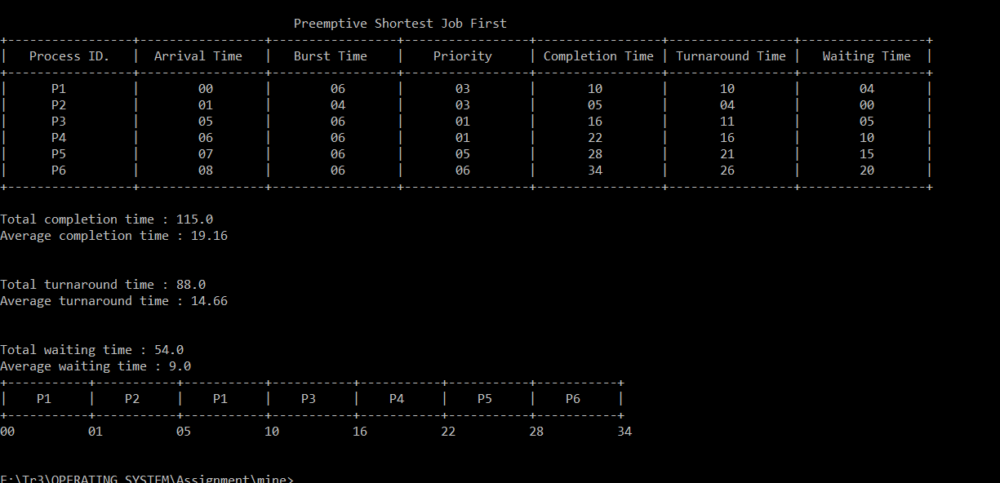 Preemptive Shortest Job First
+-----------------+-----------------+-----------------+-----------------+-----------------+-----------------+-----------------+
| Process ID. | Arrival Time | Burst Time | Priority | Completion Time | Turnaround Time | Waiting Time |
+-----------------+-----------------+-----------------+-----------------+-----------------+-----------------+-----------------+
| P1 | 00 | 06 | 03 | 10 | 10 | 04 |
| P2 | 01 | 04 | 03 | 05 | 04 | 00 |
| P3 | 05 | 06 | 01 | 16 | 11 | 05 |
| P4 | 06 | 06 | 01 | 22 | 16 | 10 |
| P5 | 07 | 06 | 05 | 28 | 21 | 15 |
| P6 | 08 | 06 | 06 | 34 | 26 | 20 |
+-----------------+-----------------+-----------------+-----------------+-----------------+-----------------+-----------------+
Total completion time : 115.0
Average completion time : 19.16
Total turnaround time : 88.0
Average turnaround time : 14.66
Total waiting time : 54.0
Average waiting time : 9.0
+-----------+-----------+-----------+-----------+-----------+-----------+-----------+
| P1 | P2 | P1 | P3 | P4 | P5 | P6 |
+-----------+-----------+-----------+-----------+-----------+-----------+-----------+
00 01 05 10 16 22 28 34
F:\Tr3\OPERATING SYSTEM\Assignment\mine>